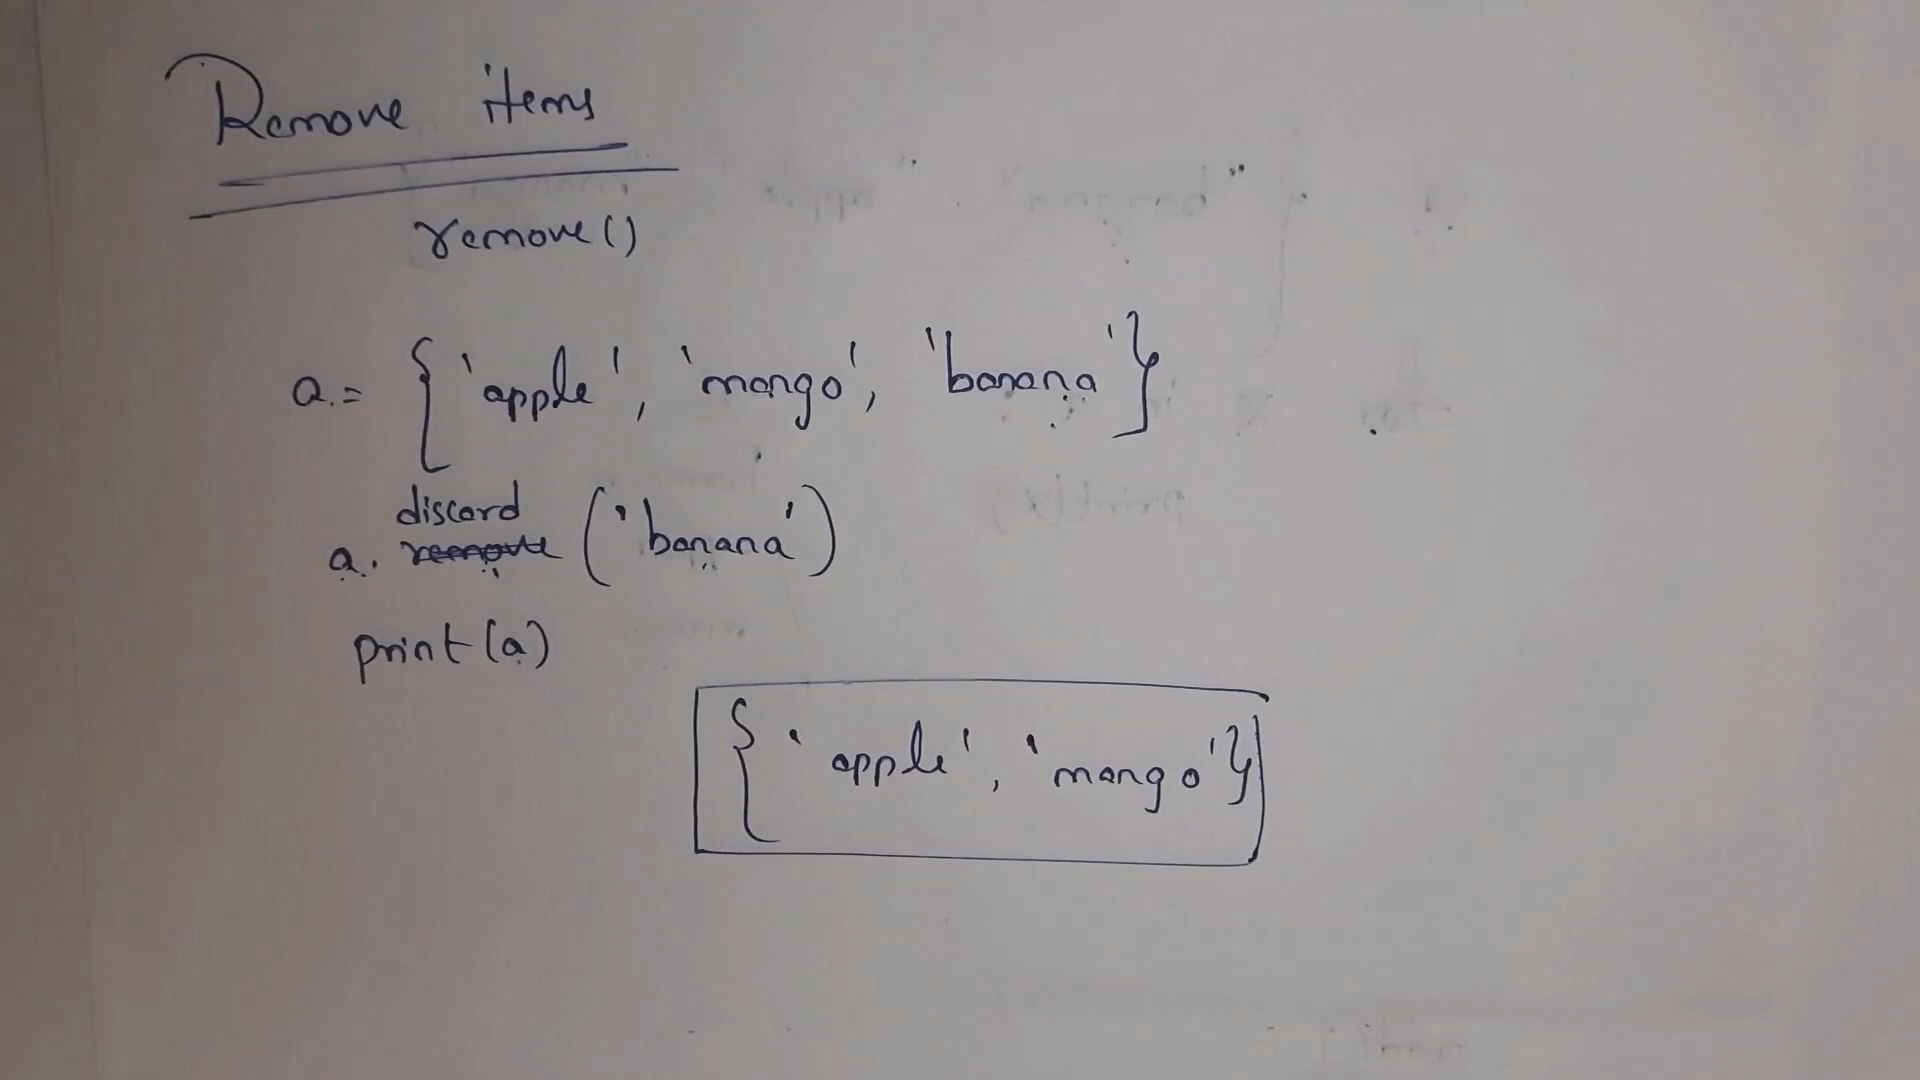 Remove items
remove()
a = {'apple', 'mango', 'banana'}
discard
a. remove ('banana')
print(a)
{'apple', 'mango'}